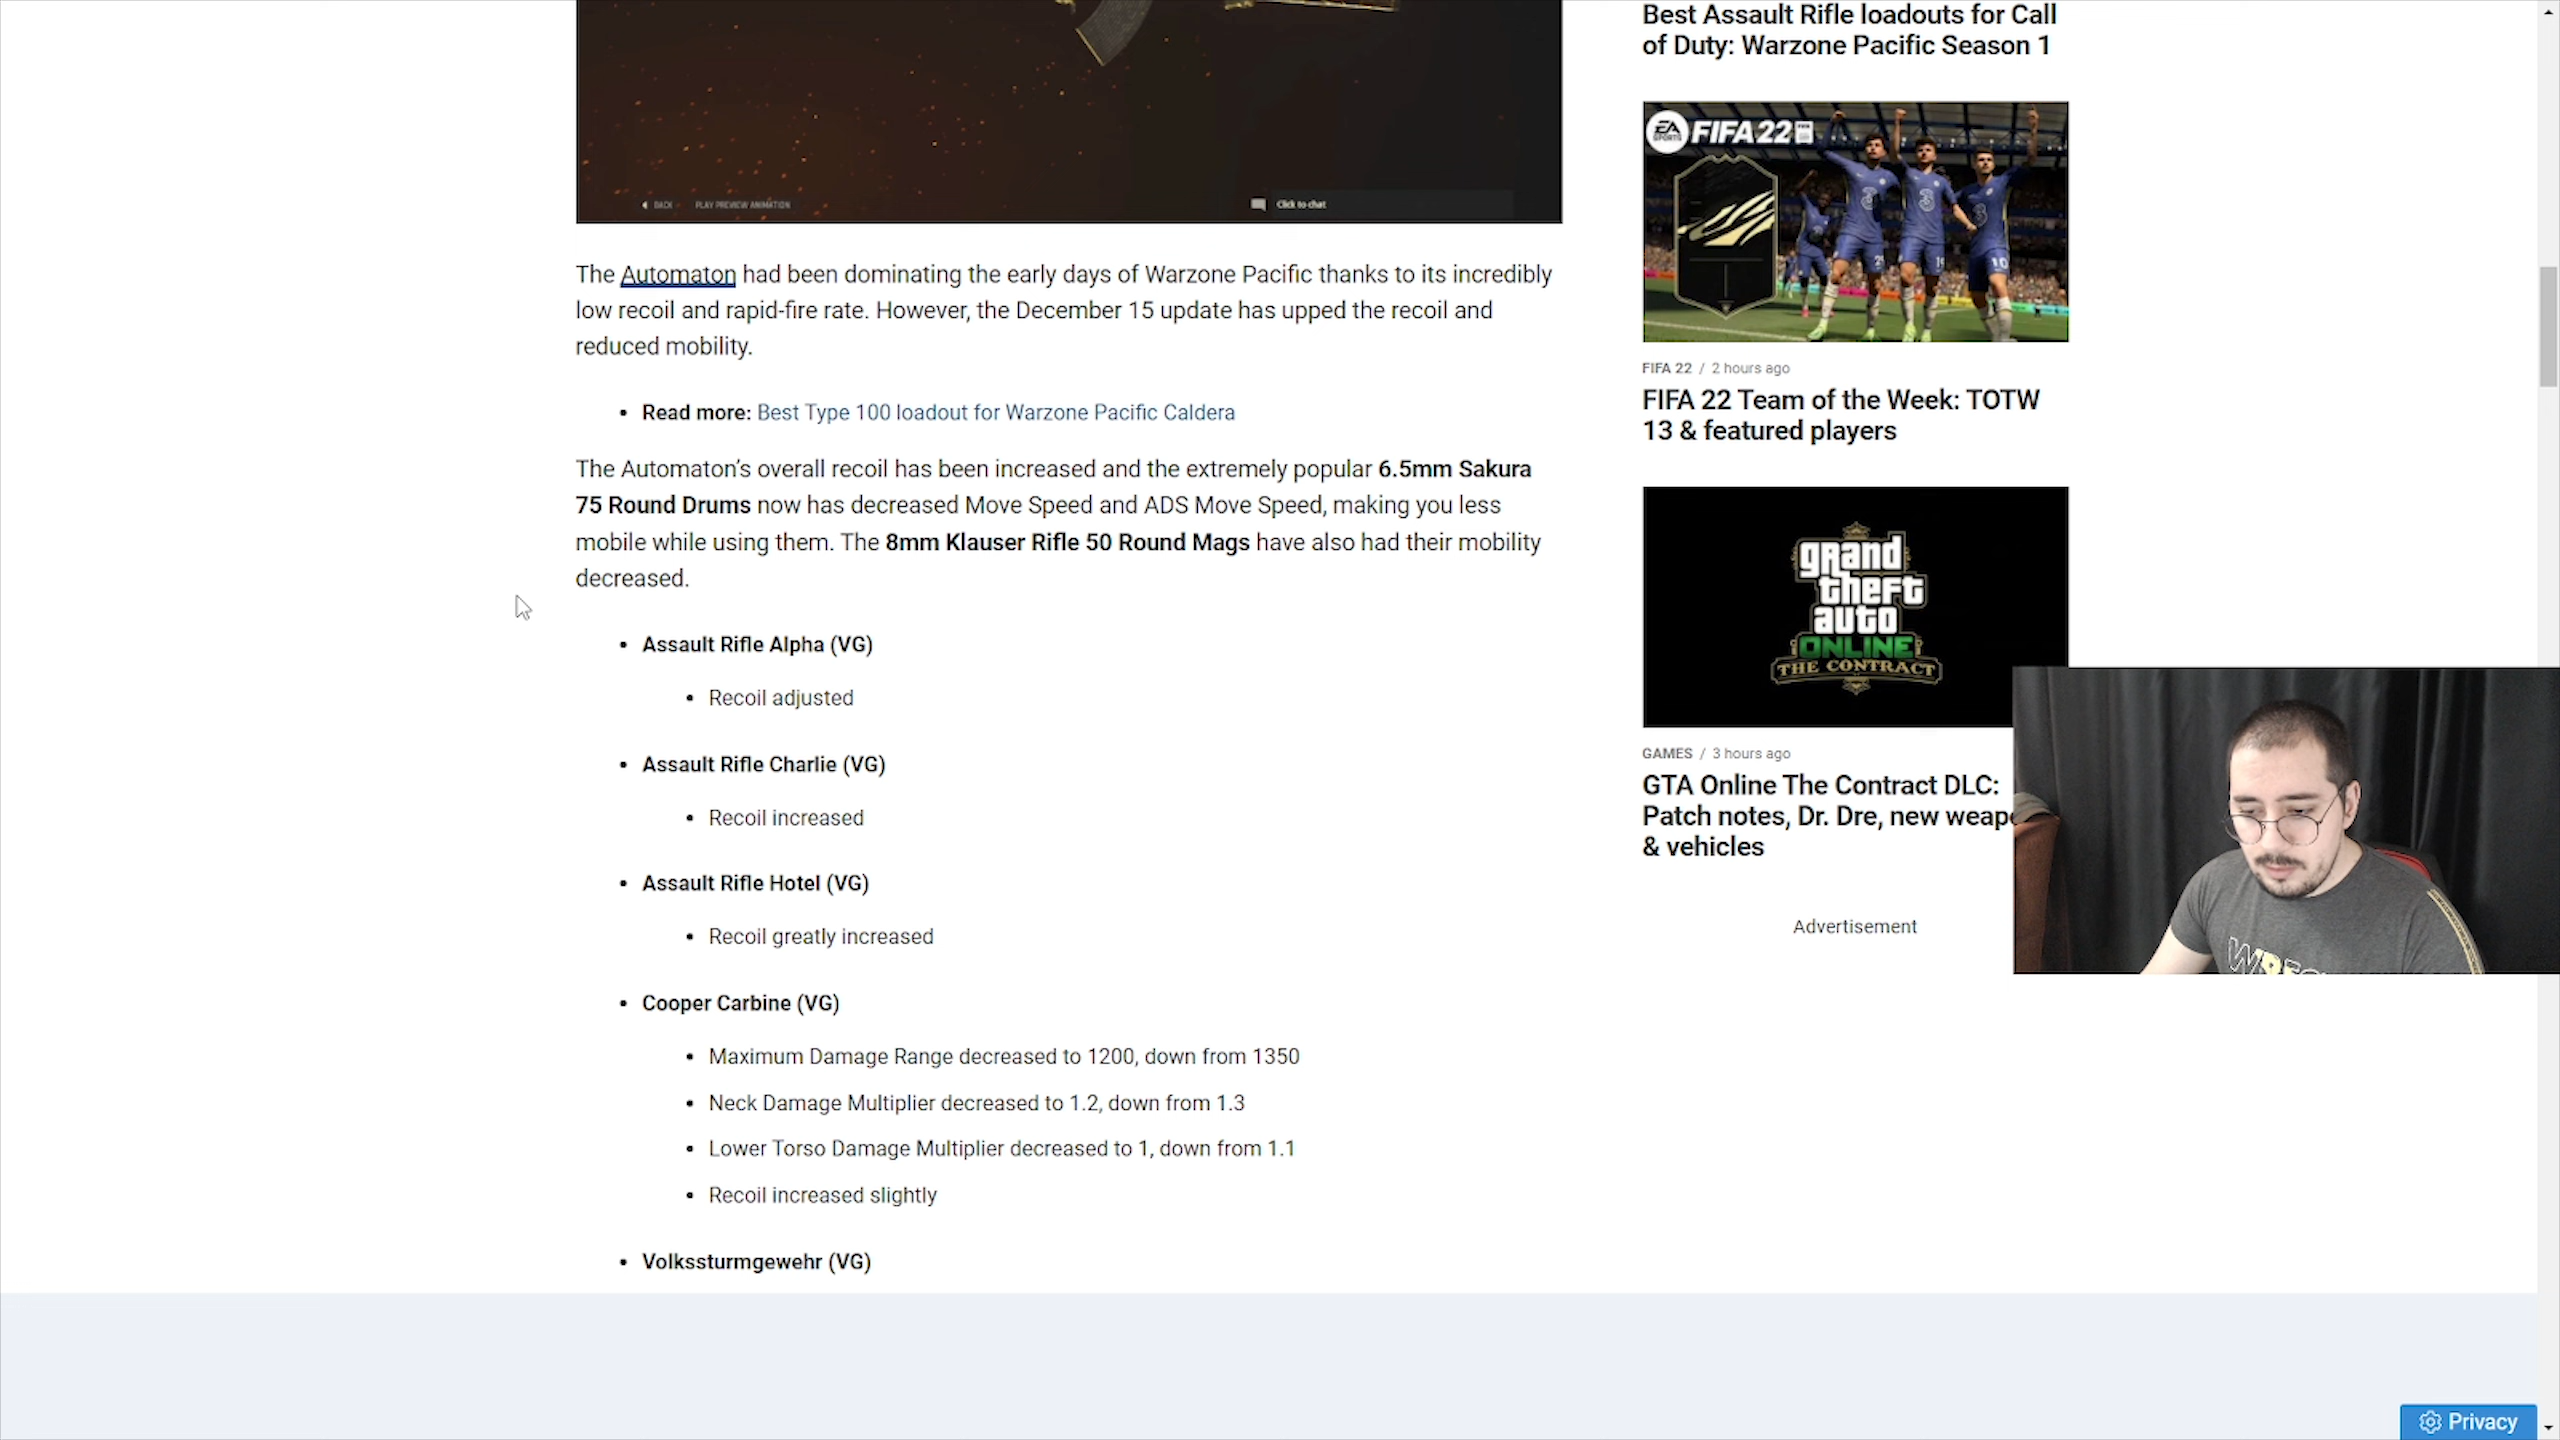 BACK PLAY PREVIEW ANIMATION Click to chat
The Automaton had been dominating the early days of Warzone Pacific thanks to its incredibly
low recoil and rapid-fire rate. However, the December 15 update has upped the recoil and
reduced mobility.
• Read more: Best Type 100 loadout for Warzone Pacific Caldera
The Automaton's overall recoil has been increased and the extremely popular 6.5mm Sakura
75 Round Drums now has decreased Move Speed and ADS Move Speed, making you less
mobile while using them. The 8mm Klauser Rifle 50 Round Mags have also had their mobility
decreased.
• Assault Rifle Alpha (VG)
• Recoil adjusted
• Assault Rifle Charlie (VG)
• Recoil increased
• Assault Rifle Hotel (VG)
• Recoil greatly increased
• Cooper Carbine (VG)
• Maximum Damage Range decreased to 1200, down from 1350
• Neck Damage Multiplier decreased to 1.2, down from 1.3
• Lower Torso Damage Multiplier decreased to 1, down from 1.1
• Recoil increased slightly
• Volkssturmgewehr (VG)
Best Assault Rifle loadouts for Call
of Duty: Warzone Pacific Season 1
EA SPORTS FIFA 22
3 3 3
10
FIFA 22 / 2 hours ago
FIFA 22 Team of the Week: TOTW
13 & featured players
grand
theft
auto
ONLINE
THE CONTRACT
GAMES / 3 hours ago
GTA Online The Contract DLC:
Patch notes, Dr. Dre, new weap
& vehicles
Advertisement
Privacy